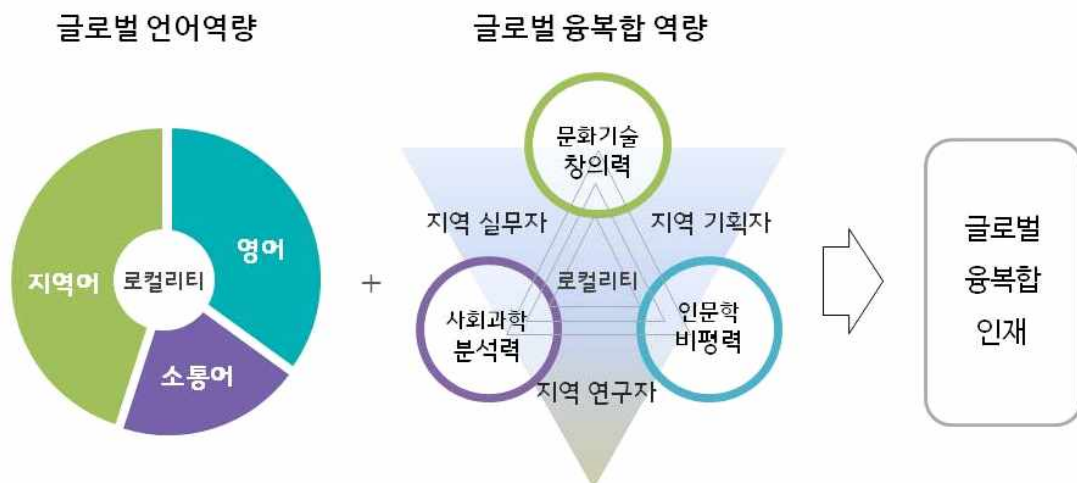 글로벌 언어역량
글로벌 융복합 역량
지역어
로컬리티
영어
소통어
+
문화기술
창의력
지역 실무자
지역 기획자
로컬리티
사회과학
분석력
인문학
비평력
지역 연구자
글로벌
융복합
인재